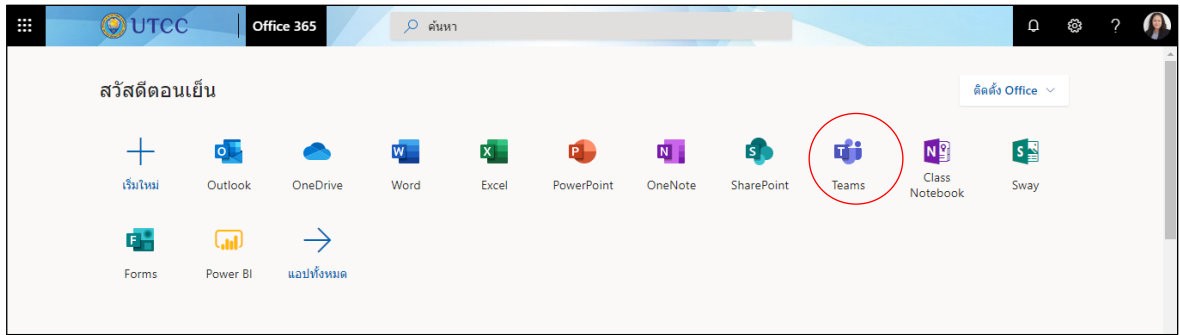 UTCC Office 365 ค้นหา ?
สวัสดีตอนเย็น
ติดตั้ง Office
เริ่มใหม่ Outlook OneDrive Word Excel PowerPoint OneNote SharePoint Teams Class Notebook Sway
Forms Power BI แอปทั้งหมด